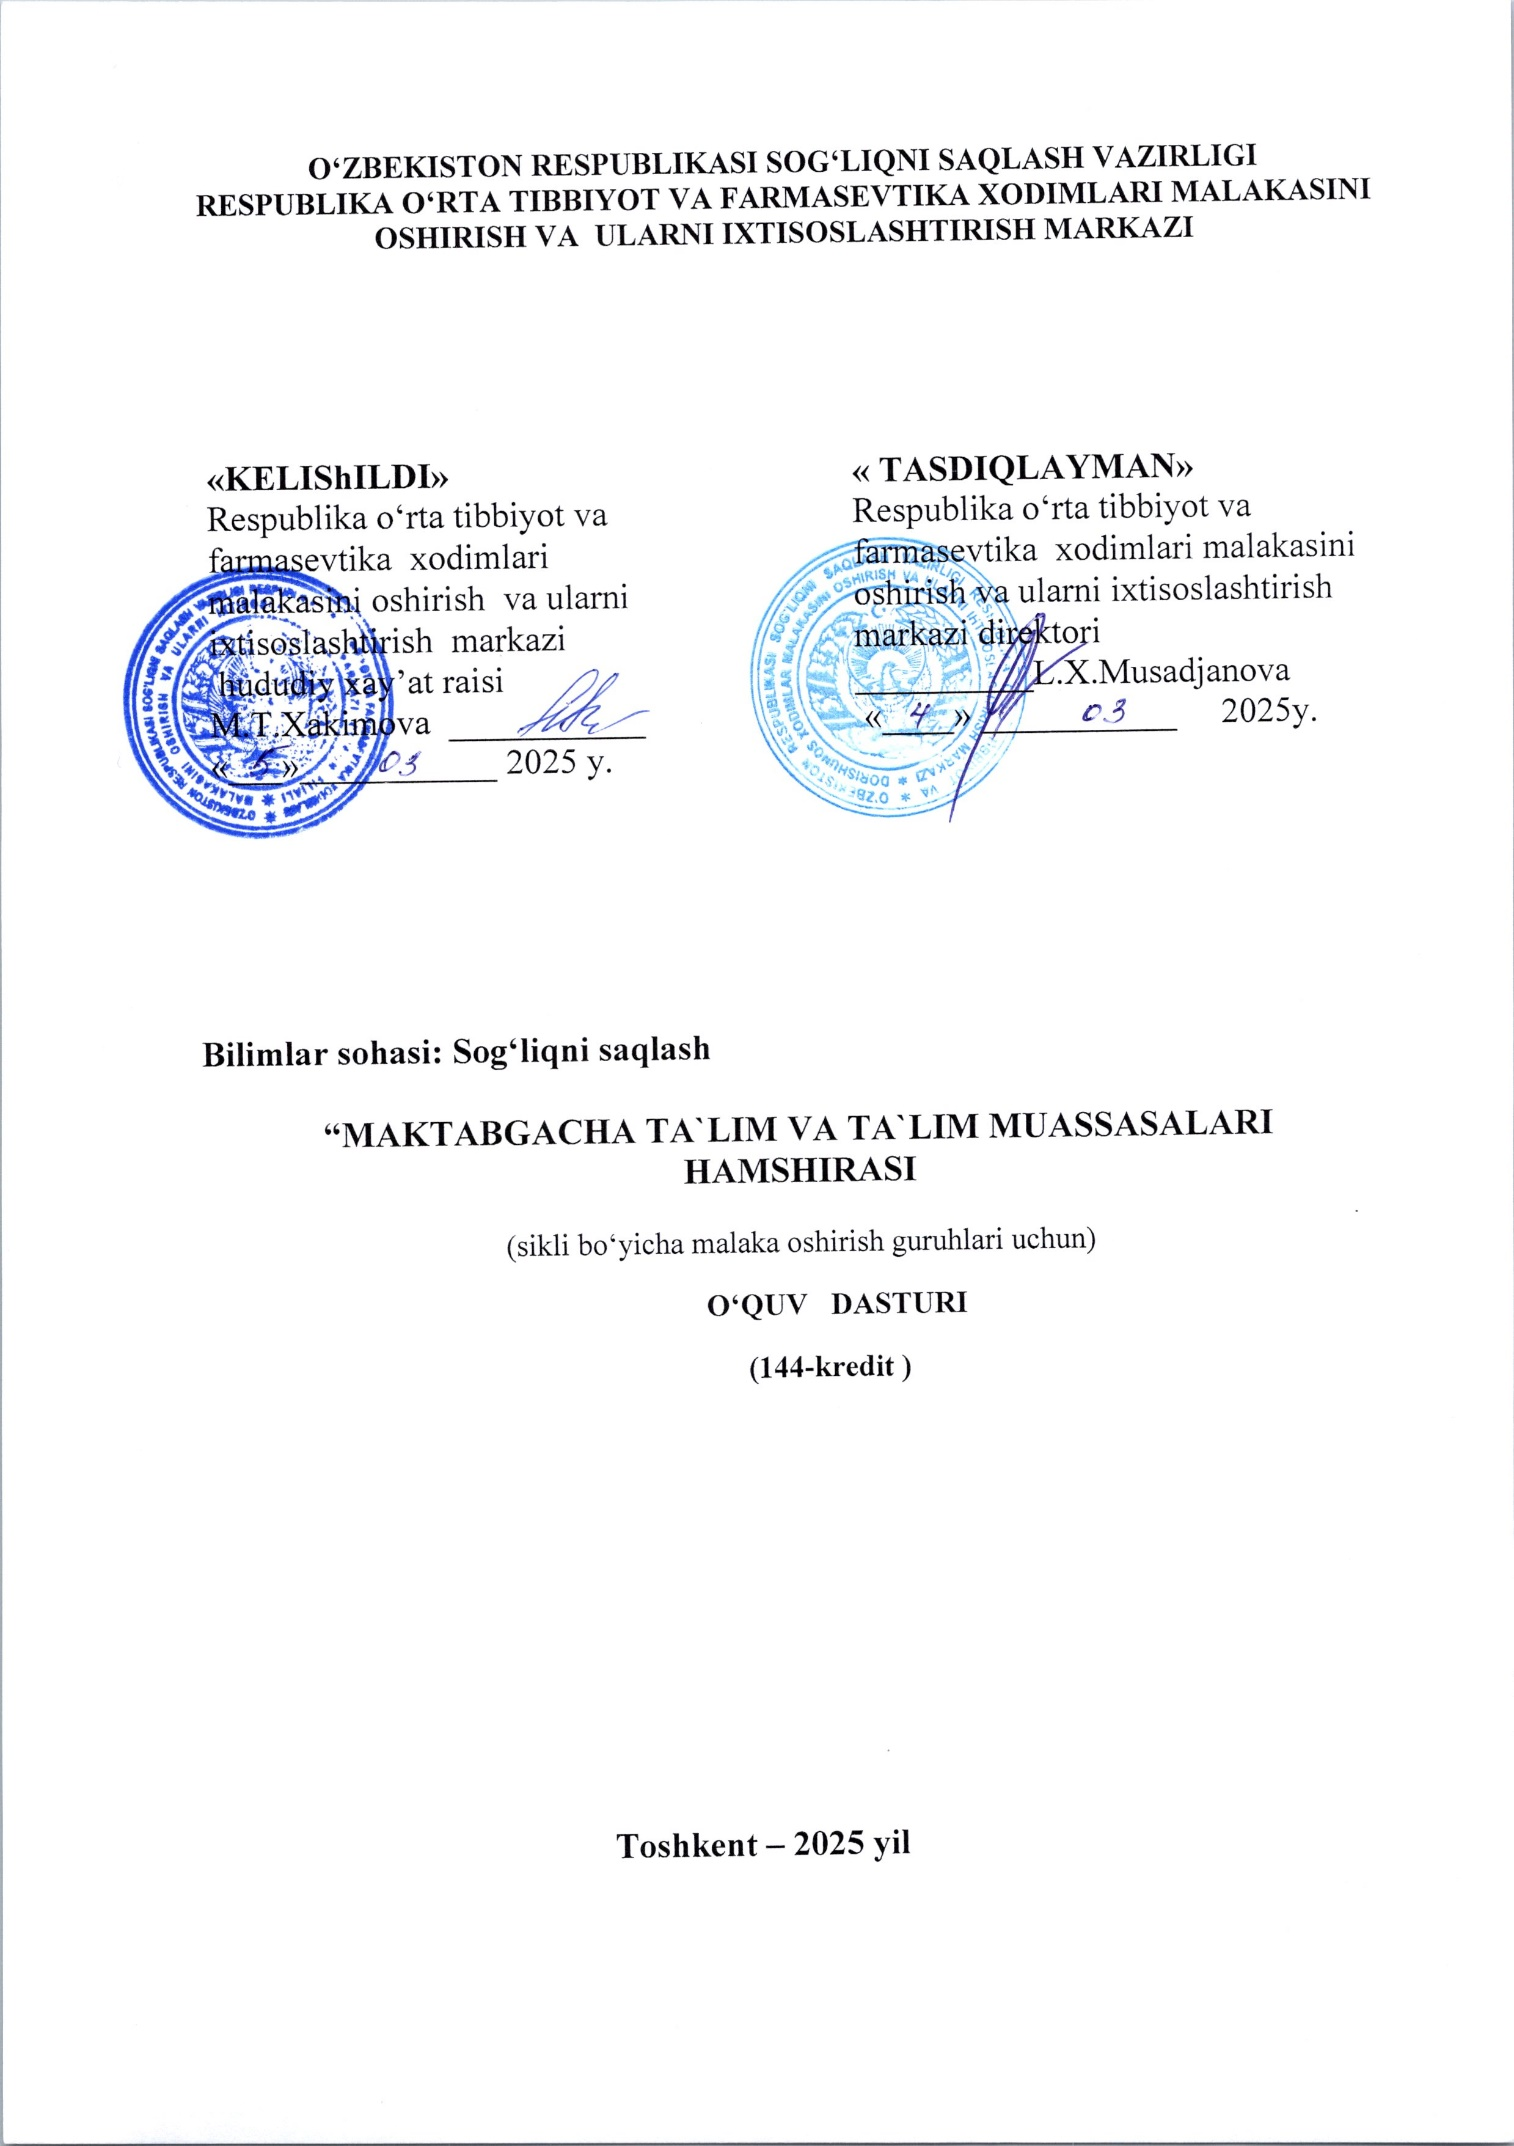 O‘ZBEKISTON RESPUBLIKASI SOG‘LIQNI SAQLASH VAZIRLIGI
RESPUBLIKA O‘RTA TIBBIYOT VA FARMASEVTIKA XODIMLARI MALAKASINI
OSHIRISH VA ULARNI IXTISOSLASHTIRISH MARKAZI
«KELIShILDI»
Respublika o‘rta tibbiyot va
farmasevtika xodimlari
malakasini oshirish va ularni
ixtisoslashtirish markazi
hududiy xay’at raisi
M.T.Xakimova
« 5 » 03 2025 y.
« TASDIQLAYMAN»
Respublika o‘rta tibbiyot va
farmasevtika xodimlari malakasini
oshirish va ularni ixtisoslashtirish
markazi direktori
L.X.Musadjanova
« 4 » 03 2025y.
Bilimlar sohasi: Sog‘liqni saqlash
“MAKTABGACHA TA`LIM VA TA`LIM MUASSASALARI
HAMSHIRASI
(sikli bo‘yicha malaka oshirish guruhlari uchun)
O‘QUV DASTURI
(144-kredit )
Toshkent – 2025 yil